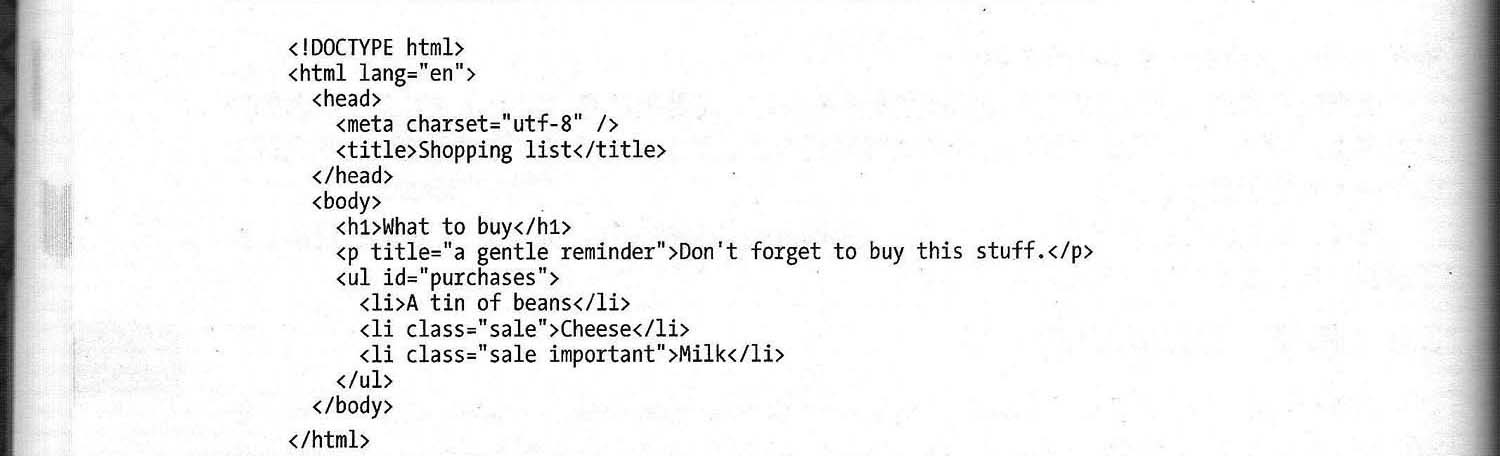 <!DOCTYPE html>
<html lang="en">
  <head>
    <meta charset="utf-8" />
    <title>Shopping list</title>
  </head>
  <body>
    <h1>What to buy</h1>
    <p title="a gentle reminder">Don't forget to buy this stuff.</p>
    <ul id="purchases">
      <li>A tin of beans</li>
      <li class="sale">Cheese</li>
      <li class="sale important">Milk</li>
    </ul>
  </body>
</html>